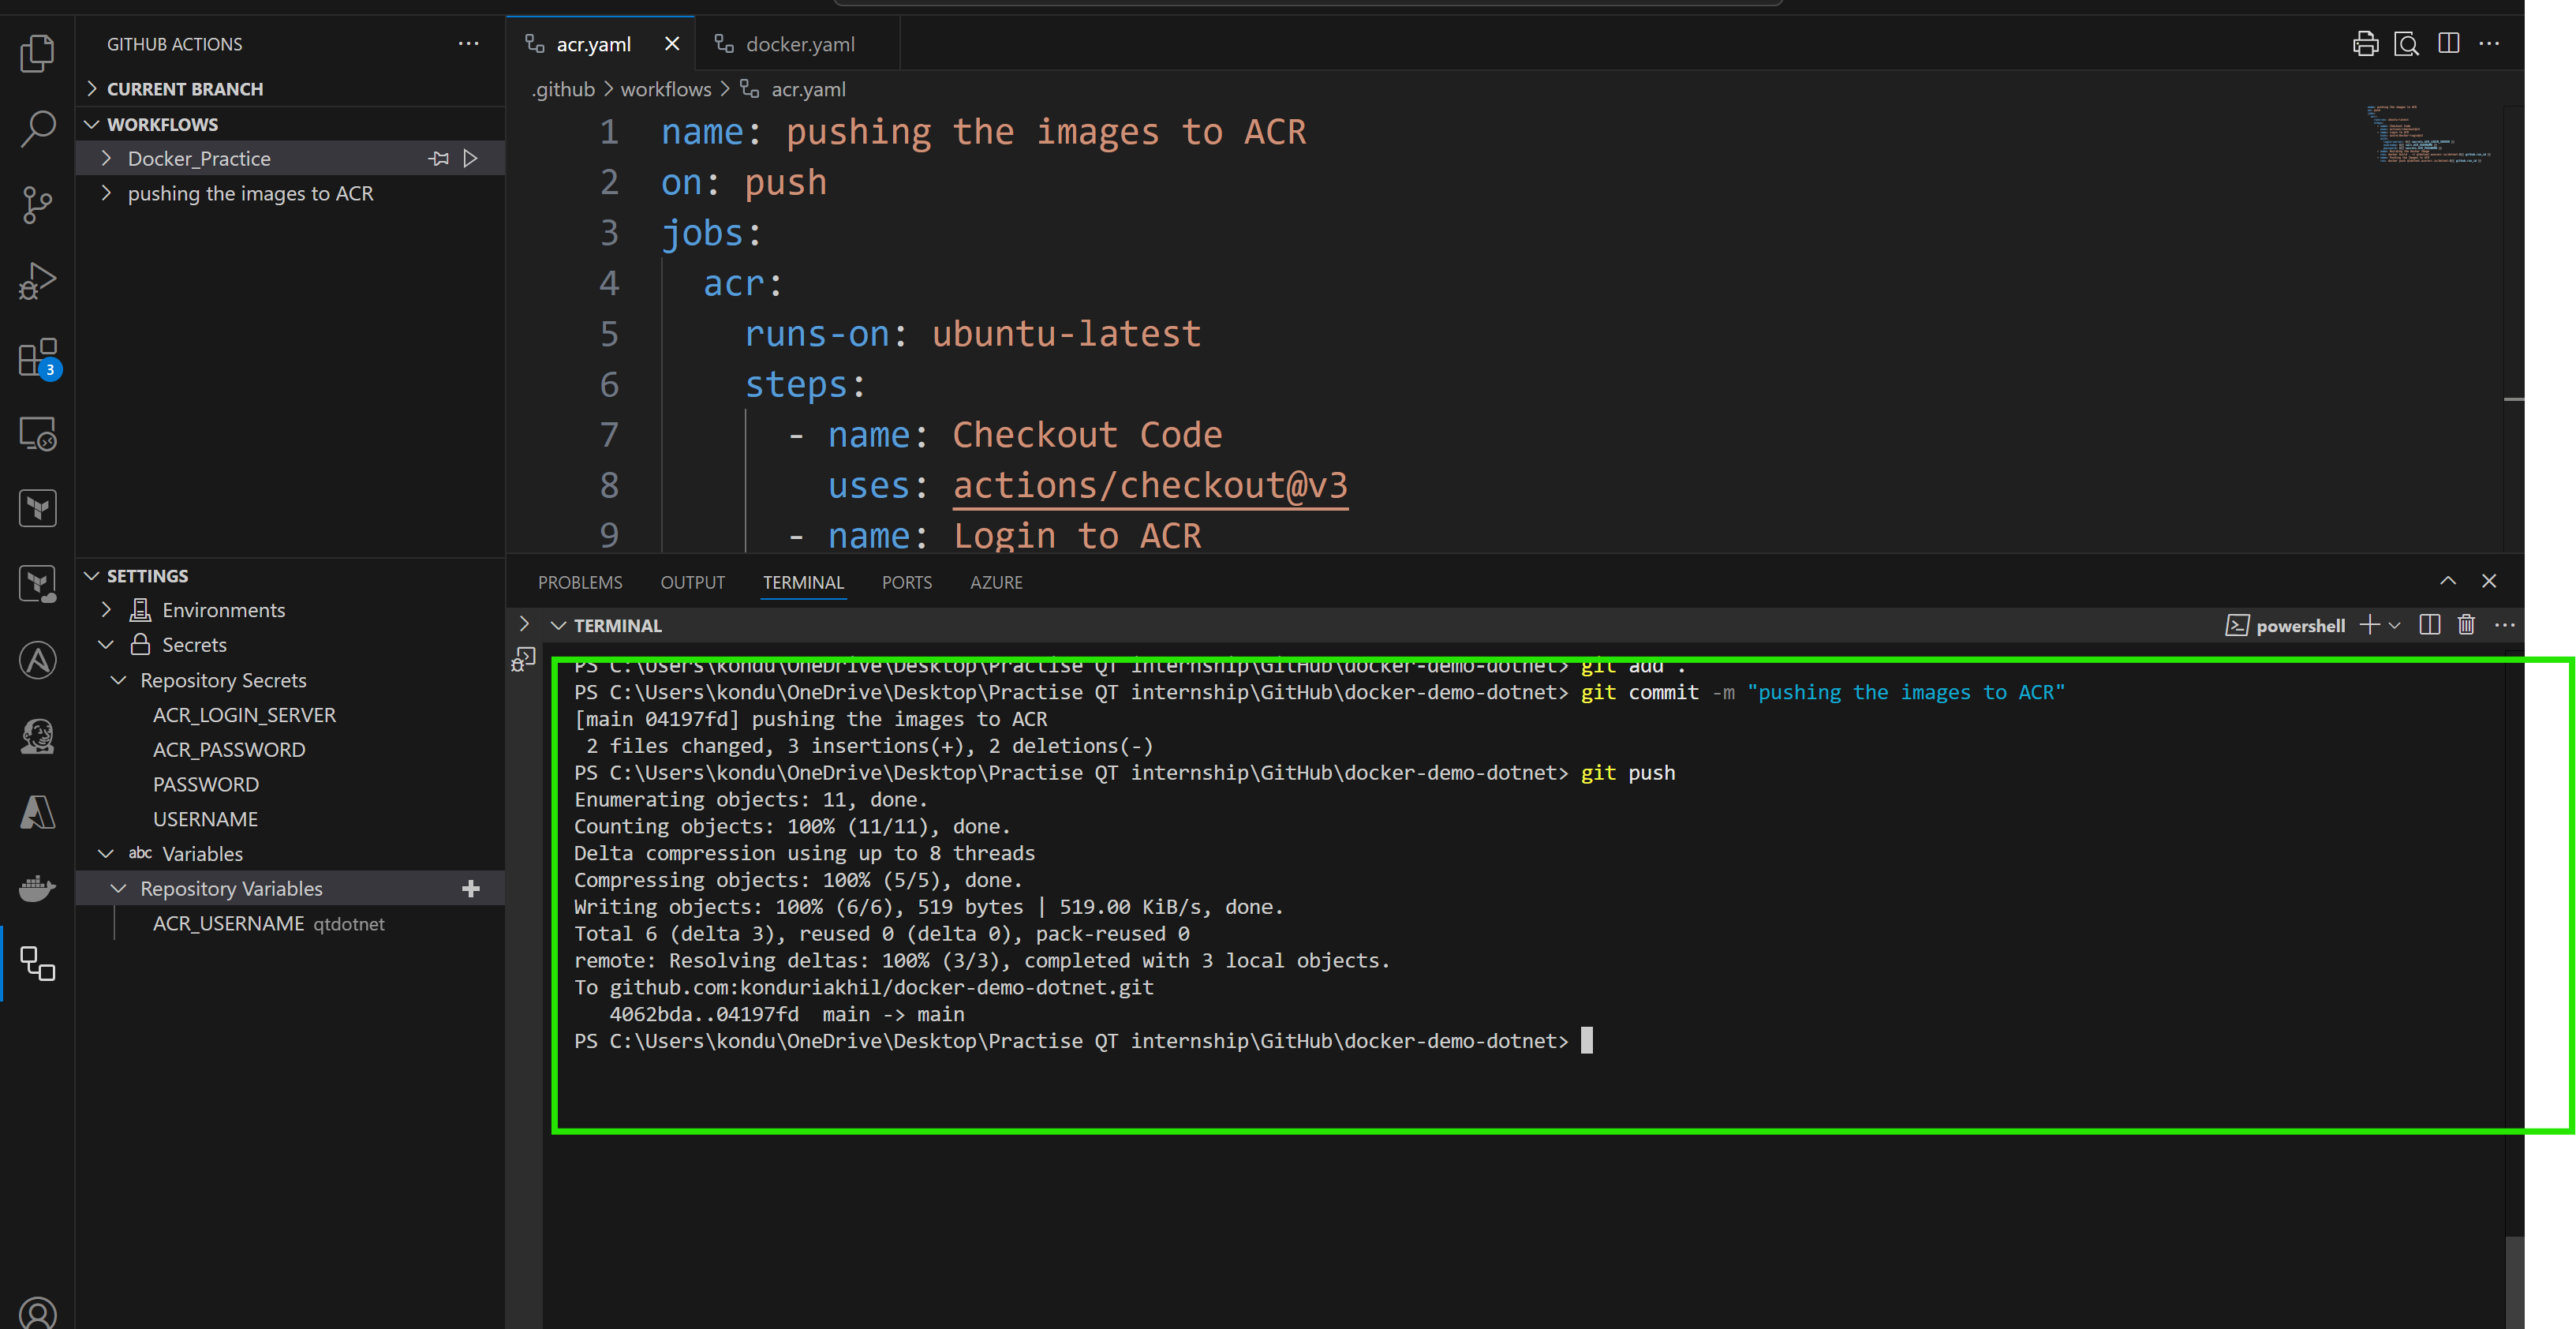 GITHUB ACTIONS
CURRENT BRANCH
WORKFLOWS
Docker_Practice
pushing the images to ACR
3
SETTINGS
Environments
Secrets
Repository Secrets
ACR_LOGIN_SERVER
ACR_PASSWORD
PASSWORD
USERNAME
abc Variables
Repository Variables
ACR_USERNAME qtdotnet
acr.yaml
docker.yaml
.github > workflows > acr.yaml
1 name: pushing the images to ACR
2 on: push
3 jobs:
4 acr:
5 runs-on: ubuntu-latest
6 steps:
7 - name: Checkout Code
8 uses: actions/checkout@v3
9 - name: Login to ACR
PROBLEMS OUTPUT TERMINAL PORTS AZURE
TERMINAL
powershell
PS C:\Users\kondu\OneDrive\Desktop\Practise QT internship\GitHub\docker-demo-dotnet> git add .
PS C:\Users\kondu\OneDrive\Desktop\Practise QT internship\GitHub\docker-demo-dotnet> git commit -m "pushing the images to ACR"
[main 04197fd] pushing the images to ACR
2 files changed, 3 insertions(+), 2 deletions(-)
PS C:\Users\kondu\OneDrive\Desktop\Practise QT internship\GitHub\docker-demo-dotnet> git push
Enumerating objects: 11, done.
Counting objects: 100% (11/11), done.
Delta compression using up to 8 threads
Compressing objects: 100% (5/5), done.
Writing objects: 100% (6/6), 519 bytes | 519.00 KiB/s, done.
Total 6 (delta 3), reused 0 (delta 0), pack-reused 0
remote: Resolving deltas: 100% (3/3), completed with 3 local objects.
To github.com:konduriakhil/docker-demo-dotnet.git
4062bda..04197fd main -> main
PS C:\Users\kondu\OneDrive\Desktop\Practise QT internship\GitHub\docker-demo-dotnet>